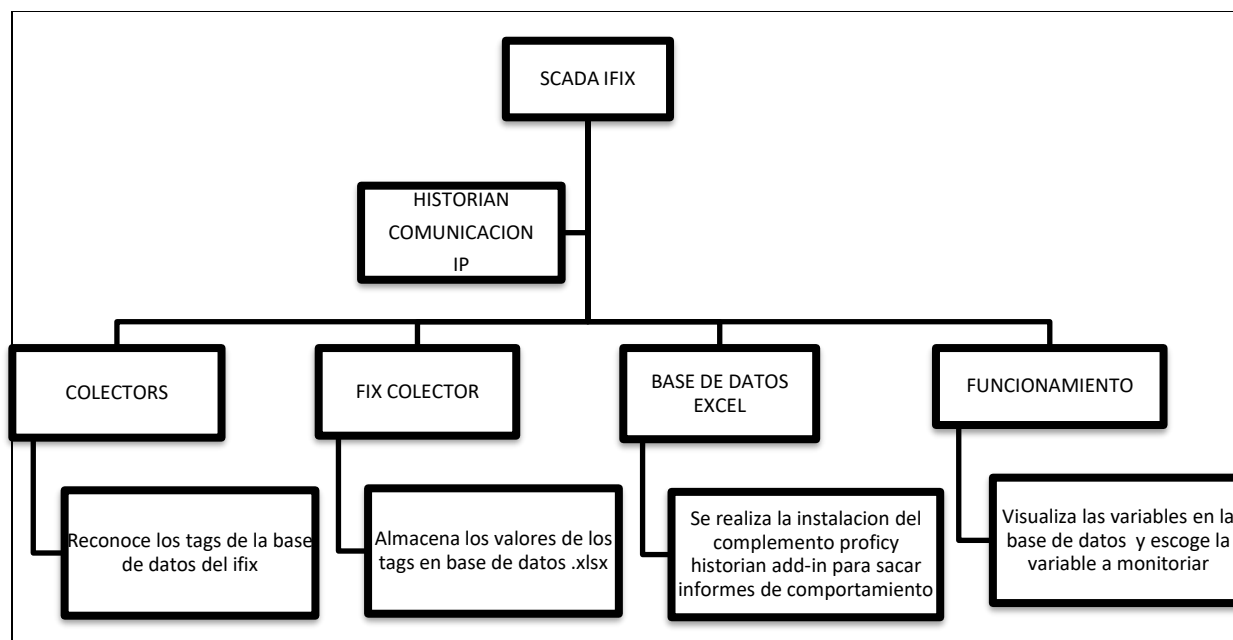 SCADA IFIX
HISTORIAN
COMUNICACION
IP
COLECTORS
FIX COLECTOR
BASE DE DATOS
EXCEL
FUNCIONAMIENTO
Reconoce los tags de la base
de datos del ifix
Almacena los valores de los
tags en base de datos .xlsx
Se realiza la instalacion del
complemento proficy
historian add-in para sacar
informes de comportamiento
Visualiza las variables en la
base de datos y escoge la
variable a monitoriar